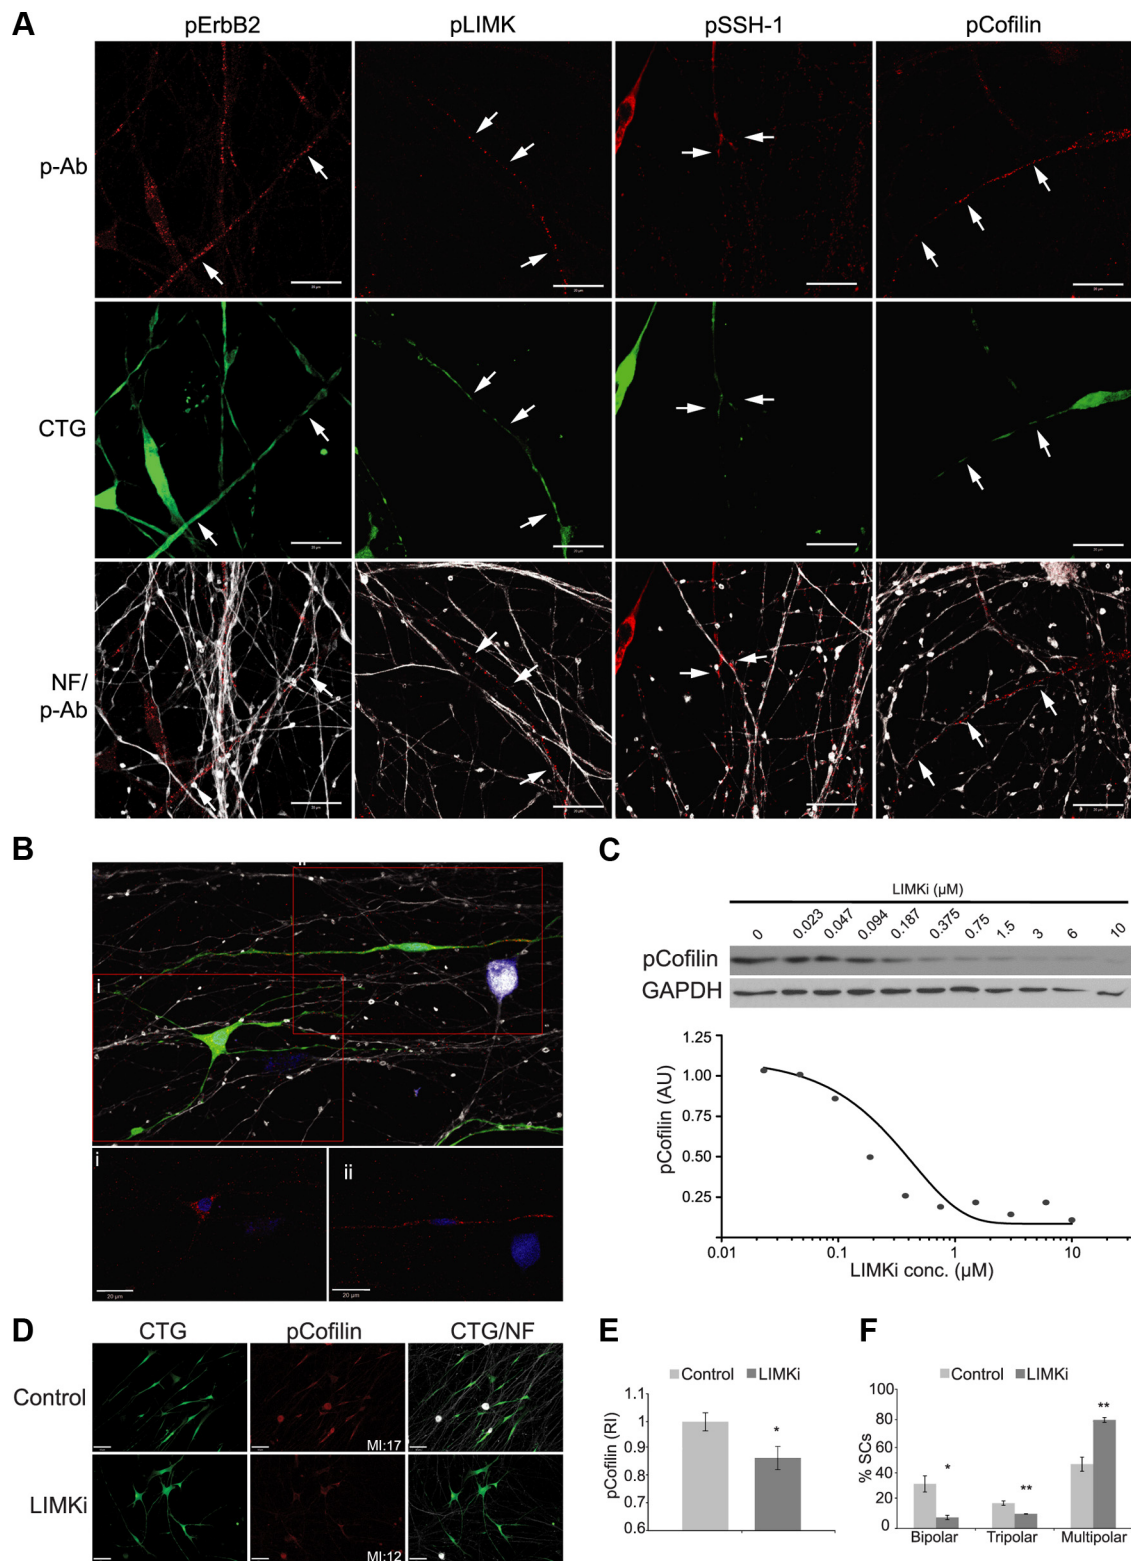 A
pErbB2 pLIMK pSSH-1 pCofilin
p-Ab
CTG
NF/
p-Ab
B
i
i
ii
20 µm
20 µm
C
LIMKi (µM)
0 0.023 0.047 0.094 0.187 0.375 0.75 1.5 3 6 10
pCofilin
GAPDH
1.25
1.00
0.75
0.50
0.25
0.01 0.1 1 10
pCofilin (AU)
LIMKi conc. (µM)
D
CTG pCofilin CTG/NF
Control
MI:17
LIMKi
MI:12
E
Control LIMKi
1.1
1
0.9
0.8
0.7
0.6
pCofilin (RI)
*
F
Control LIMKi
100
80
60
40
20
0
% SCs
* ** **
Bipolar Tripolar Multipolar